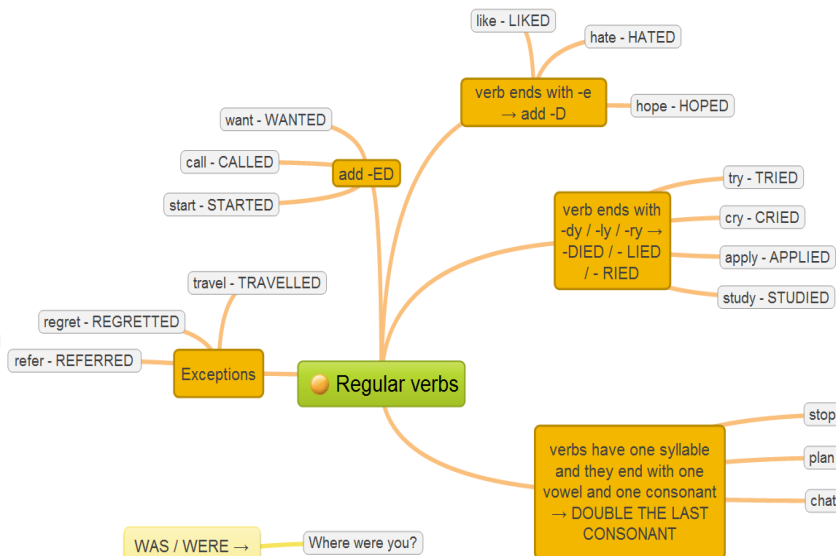 Regular verbs
add -ED
want - WANTED
call - CALLED
start - STARTED
verb ends with -e
→ add -D
like - LIKED
hate - HATED
hope - HOPED
verb ends with
-dy / -ly / -ry →
-DIED / - LIED
/ - RIED
try - TRIED
cry - CRIED
apply - APPLIED
study - STUDIED
Exceptions
travel - TRAVELLED
regret - REGRETTED
refer - REFERRED
verbs have one syllable
and they end with one
vowel and one consonant
→ DOUBLE THE LAST
CONSONANT
stop
plan
chat
WAS / WERE →
Where were you?